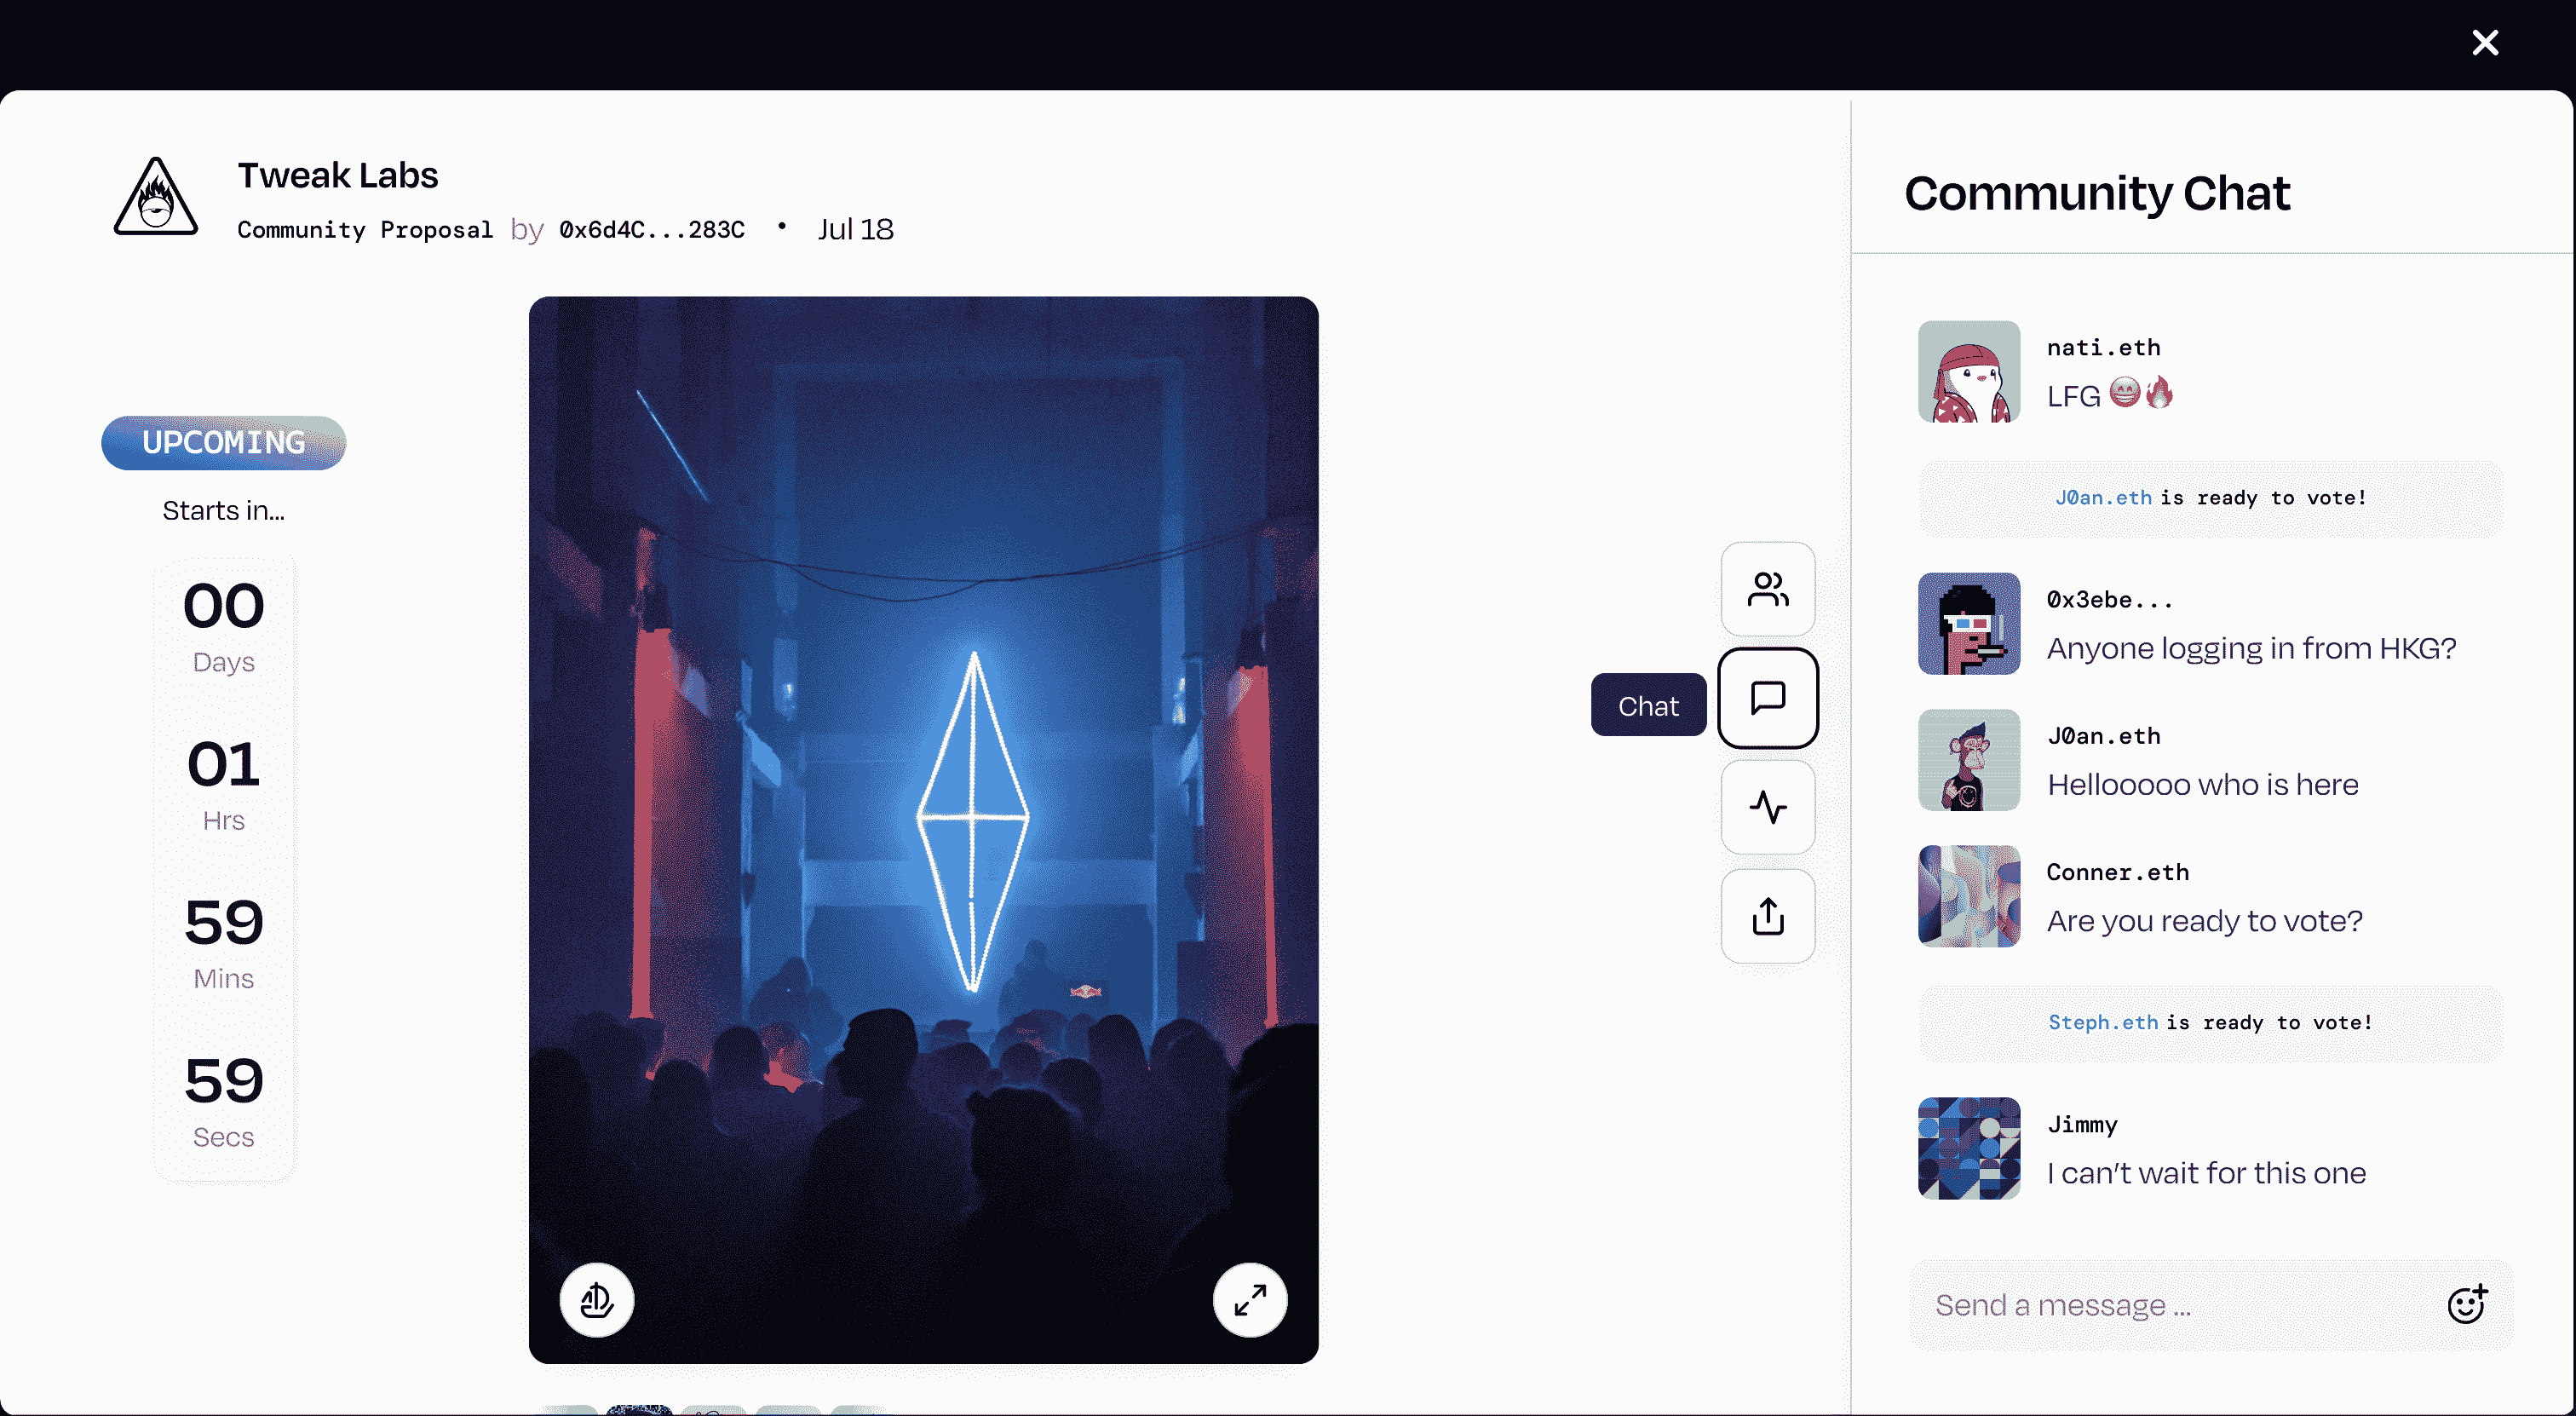 Tweak Labs
Community Proposal by 0x6d4C...283C • Jul 18
UPCOMING
Starts in...
00
Days
01
Hrs
59
Mins
59
Secs
Chat
Community Chat
nati.eth
LFG 😁🔥
J0an.eth is ready to vote!
0x3ebe...
Anyone logging in from HKG?
J0an.eth
Hellooooo who is here
Conner.eth
Are you ready to vote?
Steph.eth is ready to vote!
Jimmy
I can’t wait for this one
Send a message ...